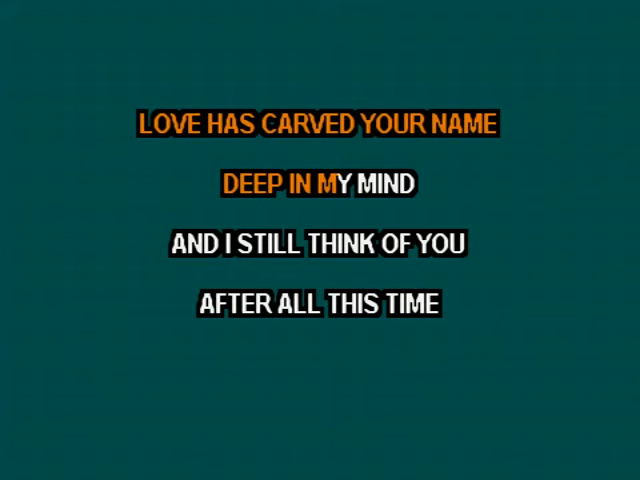 LOVE HAS CARVED YOUR NAME
DEEP IN MY MIND
AND I STILL THINK OF YOU
AFTER ALL THIS TIME